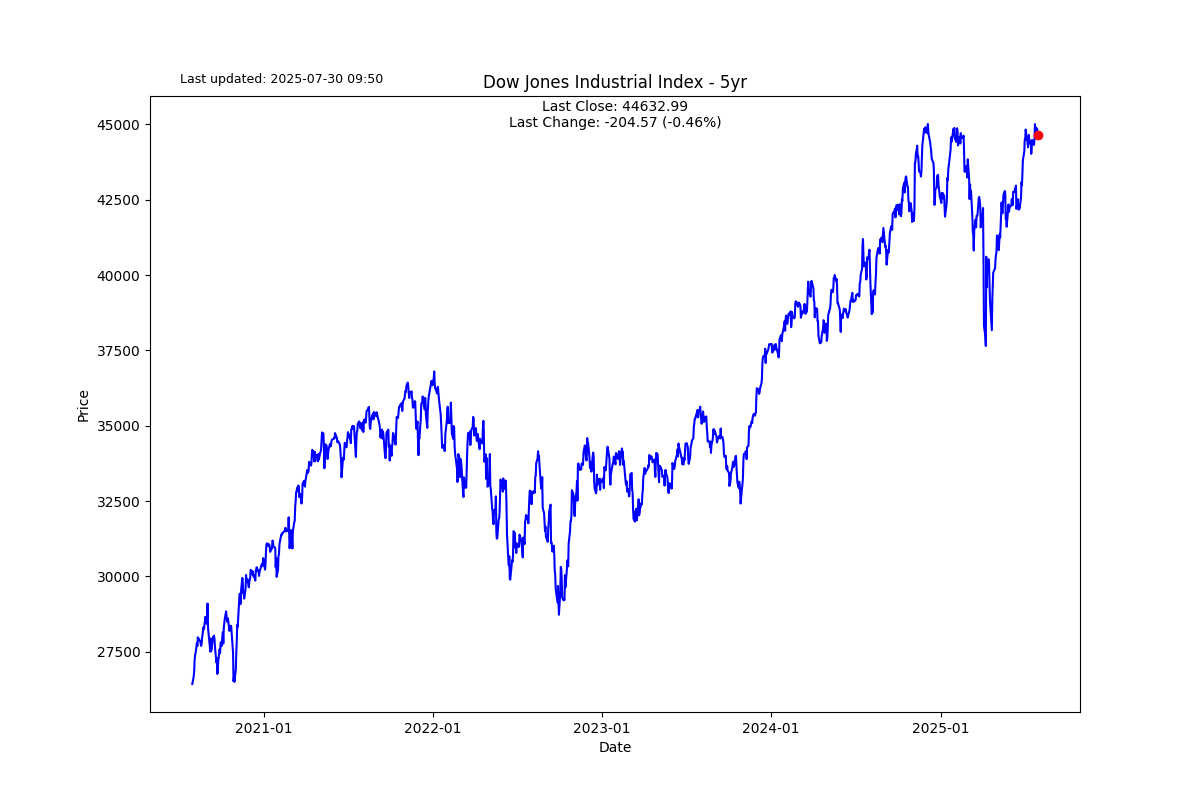 Last updated: 2025-07-30 09:50
Dow Jones Industrial Index - 5yr
Last Close: 44632.99
Last Change: -204.57 (-0.46%)
45000
42500
40000
37500
35000
32500
30000
27500
Price
2021-01
2022-01
2023-01
2024-01
2025-01
Date